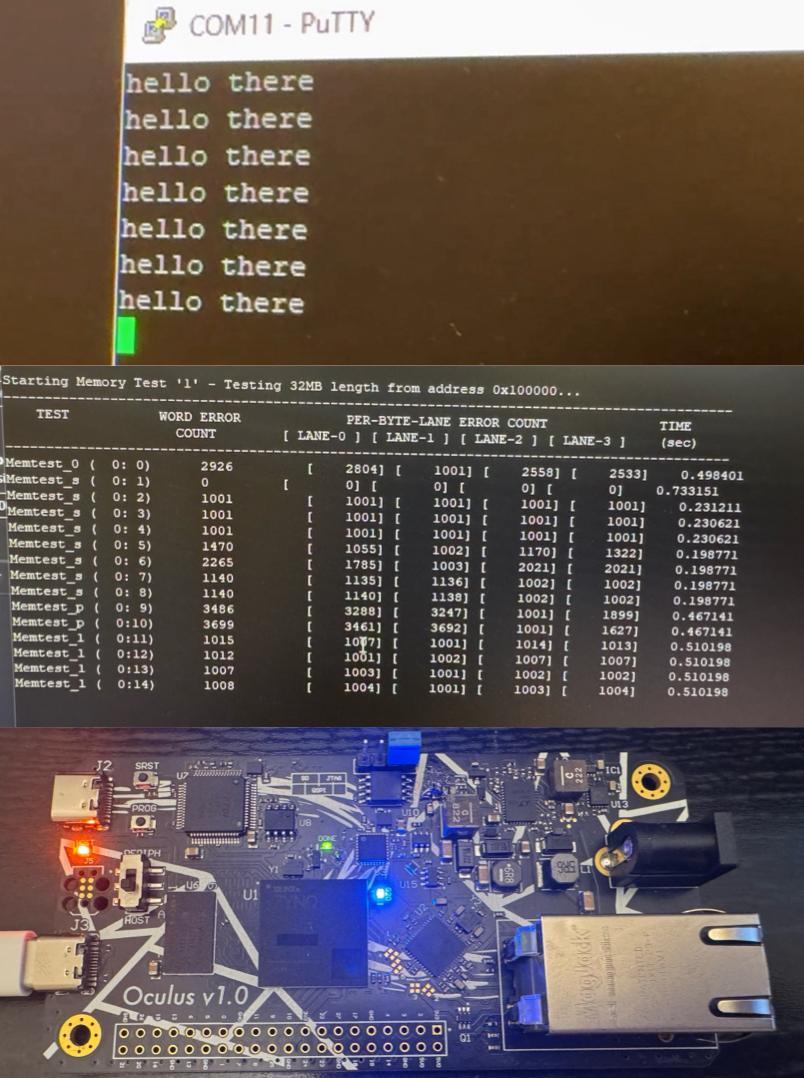 COM11 - PuTTY
hello there
hello there
hello there
hello there
hello there
hello there
hello there
Starting Memory Test '1' - Testing 32MB length from address 0x100000...
TEST WORD ERROR PER-BYTE-LANE ERROR COUNT TIME
COUNT [ LANE-0 ] [ LANE-1 ] [ LANE-2 ] [ LANE-3 ] (sec)
Memtest_0 ( 0: 0) 2926 [ 2804] [ 1001] [ 2558] [ 2533] 0.498401
Memtest_s ( 0: 1) 0 [ 0] [ 0] [ 0] [ 0] 0.733151
Memtest_s ( 0: 2) 1001 [ 1001] [ 1001] [ 1001] [ 1001] 0.231211
Memtest_s ( 0: 3) 1001 [ 1001] [ 1001] [ 1001] [ 1001] 0.230621
Memtest_s ( 0: 4) 1001 [ 1001] [ 1001] [ 1001] [ 1001] 0.230621
Memtest_s ( 0: 5) 1470 [ 1055] [ 1002] [ 1170] [ 1322] 0.198771
Memtest_s ( 0: 6) 2265 [ 1785] [ 1003] [ 2021] [ 2021] 0.198771
Memtest_s ( 0: 7) 1140 [ 1135] [ 1136] [ 1002] [ 1002] 0.198771
Memtest_s ( 0: 8) 1140 [ 1140] [ 1138] [ 1002] [ 1002] 0.198771
Memtest_p ( 0: 9) 3486 [ 3288] [ 3247] [ 1001] [ 1899] 0.467141
Memtest_p ( 0:10) 3699 [ 3461] [ 3692] [ 1001] [ 1627] 0.467141
Memtest_l ( 0:11) 1015 [ 1007] [ 1001] [ 1014] [ 1013] 0.510198
Memtest_l ( 0:12) 1012 [ 1001] [ 1002] [ 1007] [ 1007] 0.510198
Memtest_l ( 0:13) 1007 [ 1003] [ 1001] [ 1002] [ 1002] 0.510198
Memtest_l ( 0:14) 1008 [ 1004] [ 1001] [ 1003] [ 1004] 0.510198
J2
SRST
U7
IC1
U13
PROG
U8
U10
DONE
J5
PERIPH
Y1
L1
U1
ZYNQ
U15
HOST
U2
J3
MagJack
Oculus v1.0
Q1